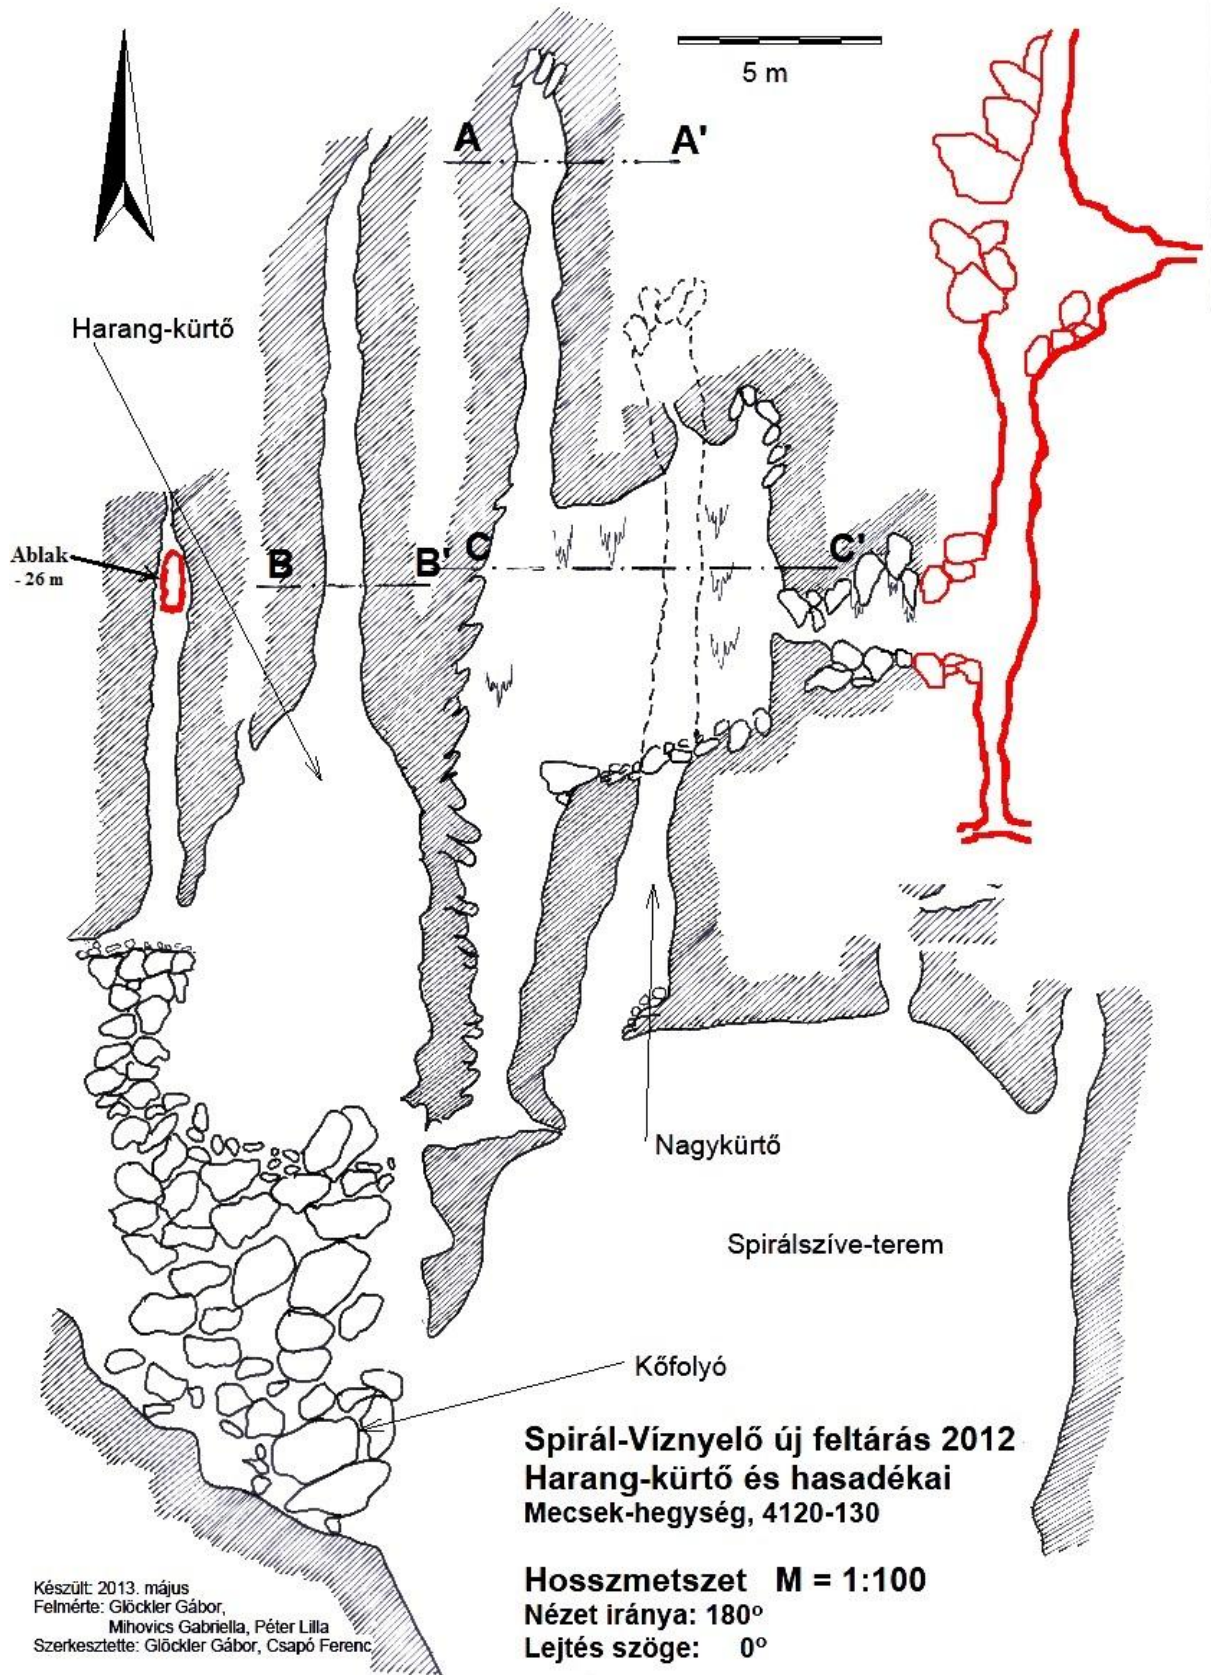 5 m
A
A'
Harang-kürtő
Ablak
- 26 m
B
B'
C
C'
Nagykürtő
Spirálszíve-terem
Kőfolyó
Spirál-Víznyelő új feltárás 2012
Harang-kürtő és hasadékai
Mecsek-hegység, 4120-130
Hosszmetszet M = 1:100
Nézet iránya: 180º
Lejtés szöge: 0º
Készült: 2013. május
Felmérte: Glöckler Gábor,
Mihovics Gabriella, Péter Lilla
Szerkesztette: Glöckler Gábor, Csapó Ferenc